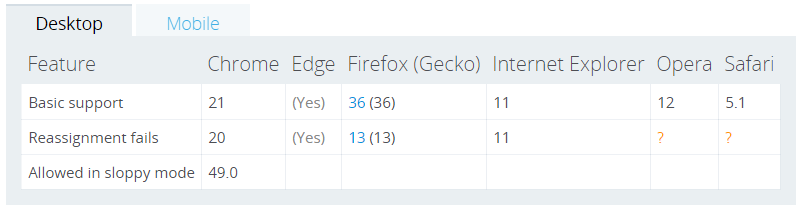 Desktop Mobile
Feature Chrome Edge Firefox (Gecko) Internet Explorer Opera Safari
Basic support 21 (Yes) 36 (36) 11 12 5.1
Reassignment fails 20 (Yes) 13 (13) 11 ? ?
Allowed in sloppy mode 49.0